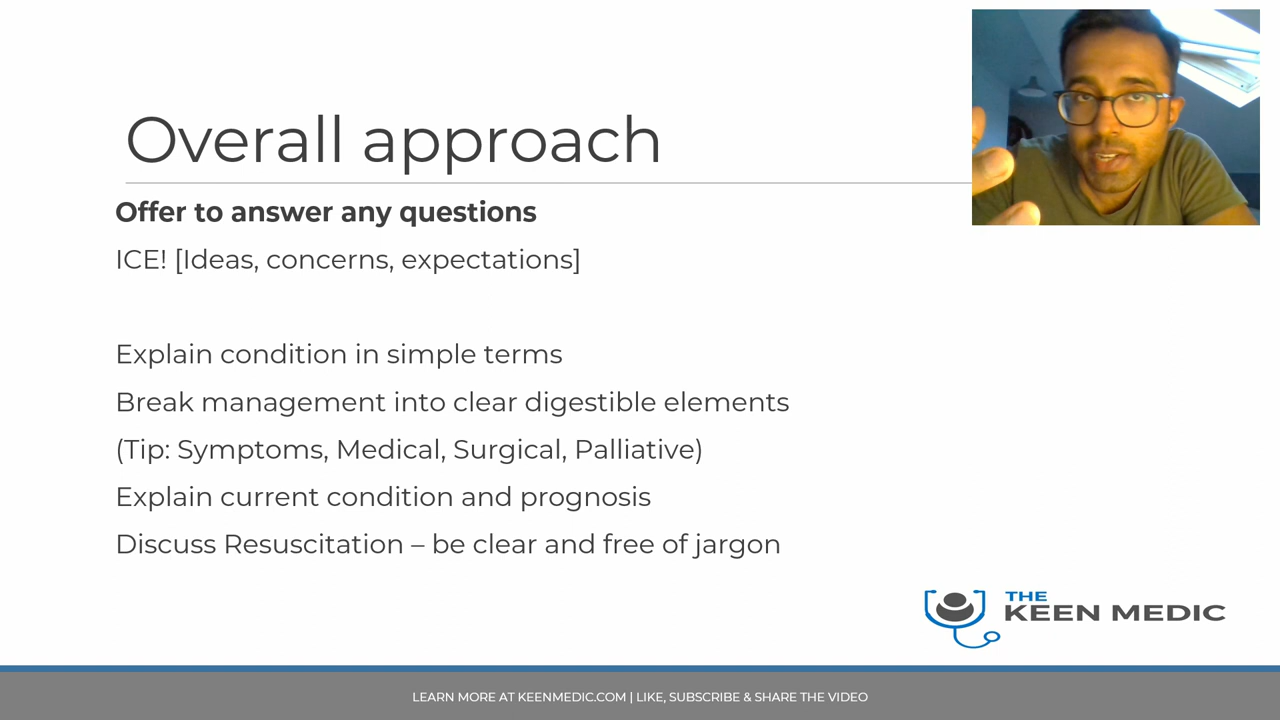 Overall approach
Offer to answer any questions
ICE! [Ideas, concerns, expectations]
Explain condition in simple terms
Break management into clear digestible elements
(Tip: Symptoms, Medical, Surgical, Palliative)
Explain current condition and prognosis
Discuss Resuscitation – be clear and free of jargon
THE
KEEN MEDIC
LEARN MORE AT KEENMEDIC.COM | LIKE, SUBSCRIBE & SHARE THE VIDEO